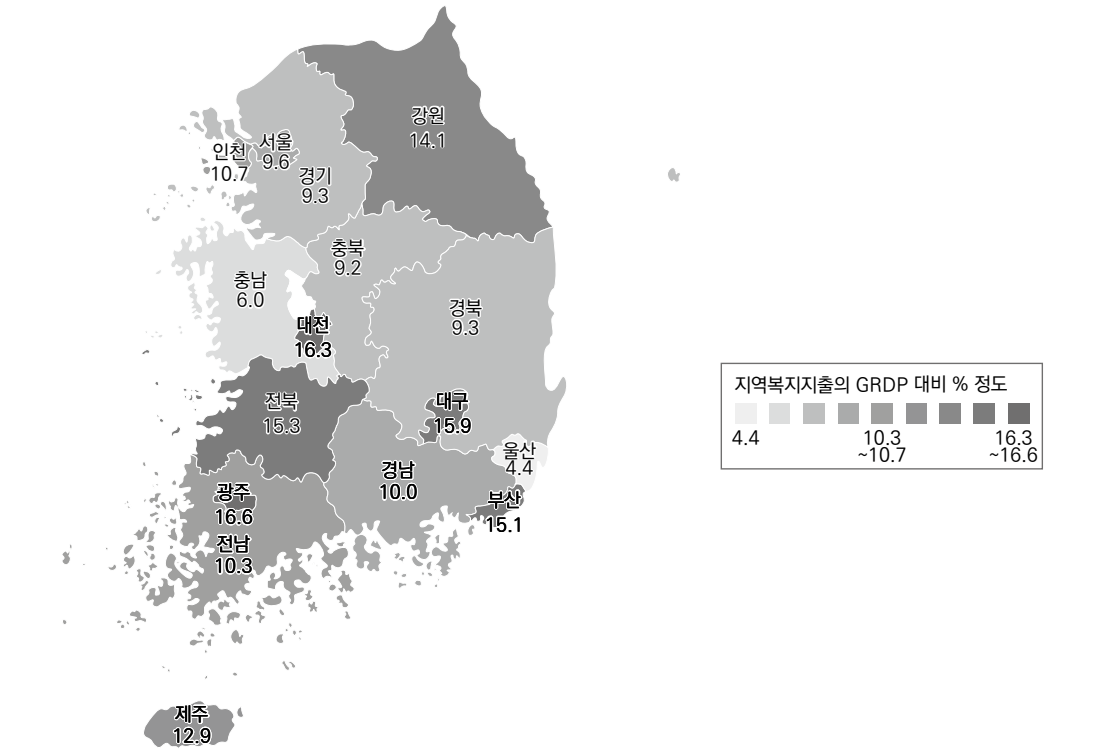 강원
14.1
서울
9.6
인천
10.7
경기
9.3
충북
9.2
충남
6.0
경북
9.3
대전
16.3
전북
15.3
대구
15.9
울산
4.4
경남
10.0
광주
16.6
부산
15.1
전남
10.3
제주
12.9
지역복지지출의 GRDP 대비 % 정도
4.4 10.3 16.3
~10.7 ~16.6